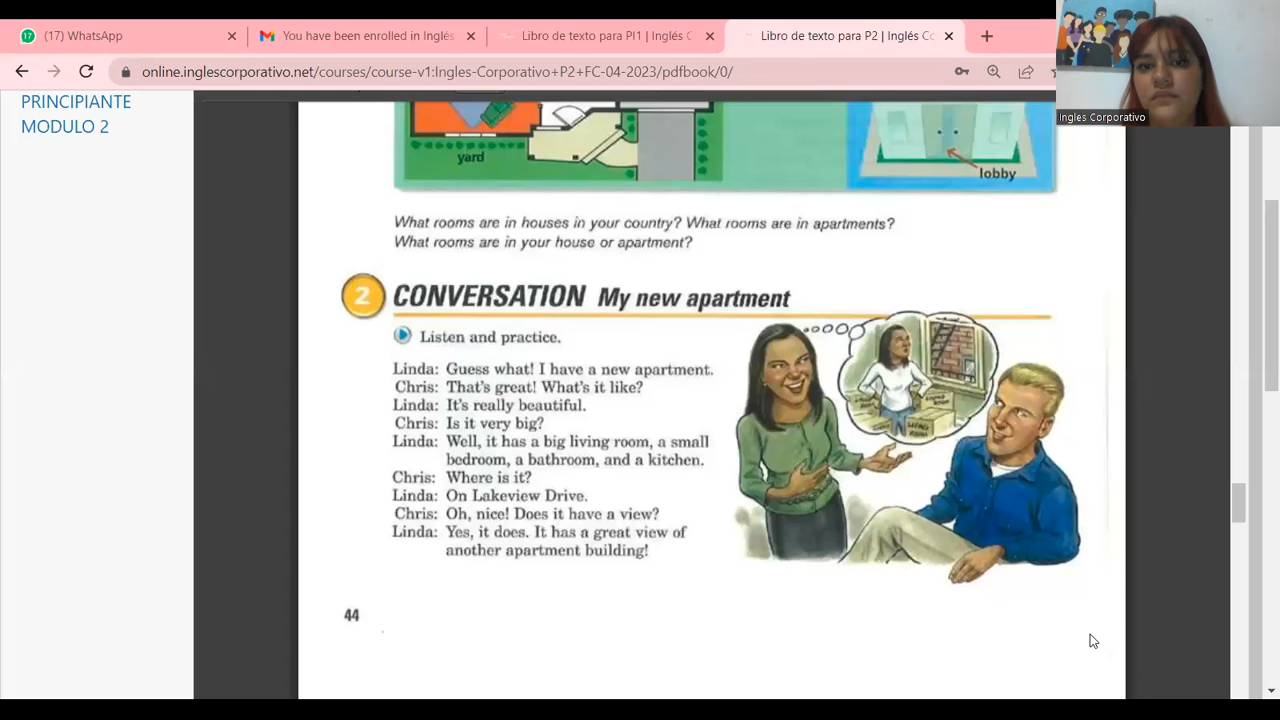 (17) WhatsApp
You have been enrolled in Inglés
Libro de texto para PI1 | Inglés C
Libro de texto para P2 | Inglés Co
online.inglescorporativo.net/courses/course-v1:Ingles-Corporativo+P2+FC-04-2023/pdfbook/0/
Ingles Corporativo
PRINCIPIANTE
MODULO 2
yard
lobby
What rooms are in houses in your country? What rooms are in apartments?
What rooms are in your house or apartment?
2 CONVERSATION My new apartment
Listen and practice.
Linda: Guess what! I have a new apartment.
Chris: That's great! What's it like?
Linda: It's really beautiful.
Chris: Is it very big?
Linda: Well, it has a big living room, a small
bedroom, a bathroom, and a kitchen.
Chris: Where is it?
Linda: On Lakeview Drive.
Chris: Oh, nice! Does it have a view?
Linda: Yes, it does. It has a great view of
another apartment building!
44